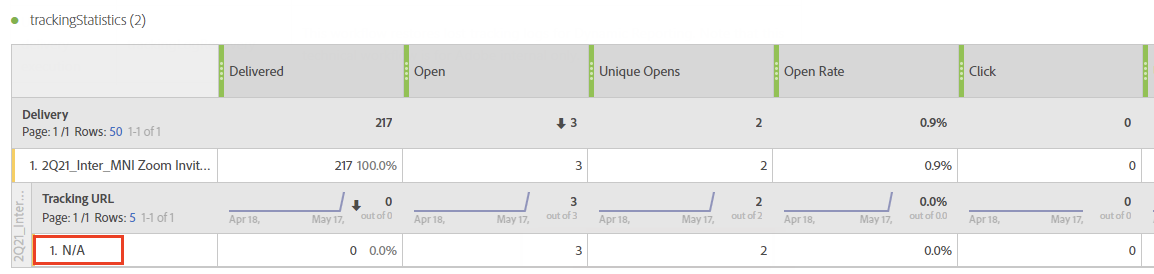 trackingStatistics (2)
Delivered Open Unique Opens Open Rate Click
Delivery
Page: 1 /1 Rows: 50 1-1 of 1 217 3 2 0.9% 0
1. 2Q21_Inter_MNI Zoom Invit... 217 100.0% 3 2 0.9% 0
2Q21_Inter...
Tracking URL 0 3 2 0.0% 0
Page: 1 /1 Rows: 5 1-1 of 1 Apr 18, May 17, out of 0 Apr 18, May 17, out of 3 Apr 18, May 17, out of 2 Apr 18, May 17, out of 0.0 Apr 18, May 17, out of 0
1. N/A 0 0.0% 3 2 0.0% 0